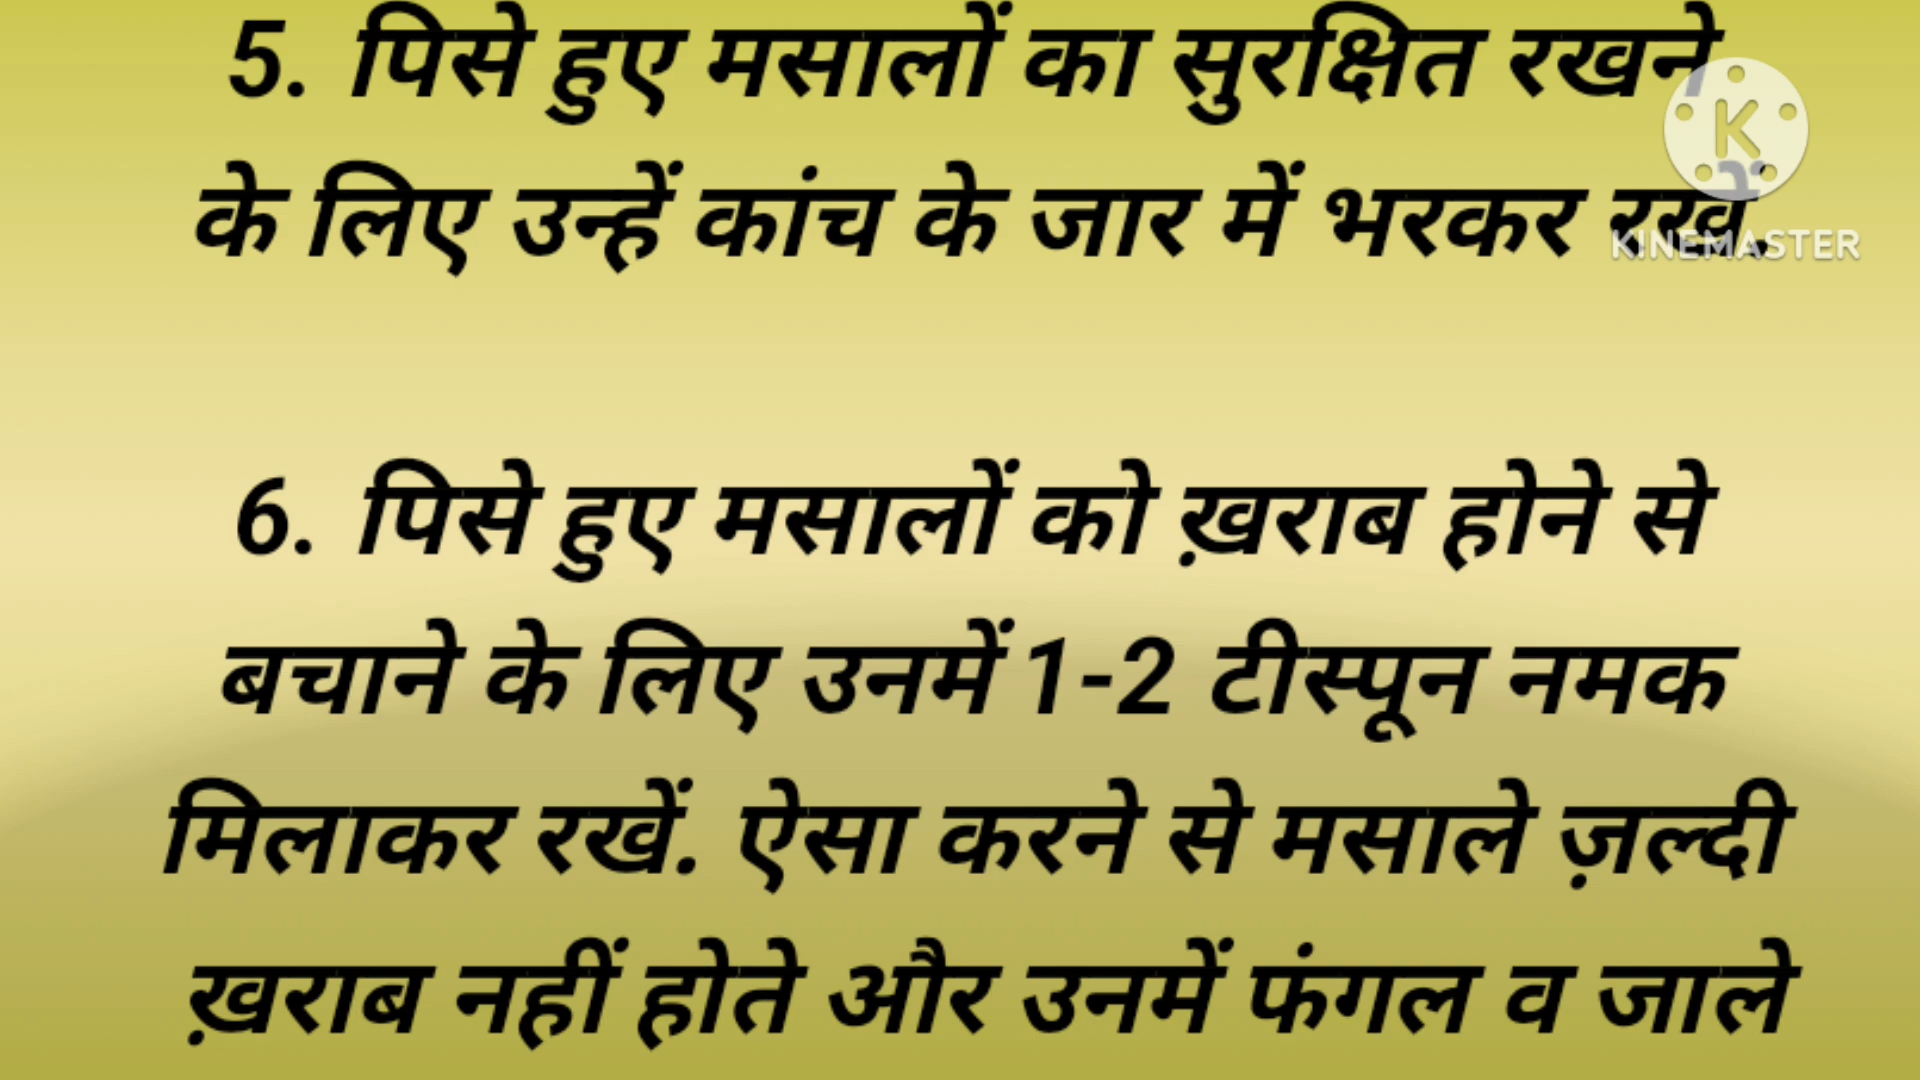 5. पिसे हुए मसालों का सुरक्षित रखने
के लिए उन्हें कांच के जार में भरकर रखें.
KINEMASTER
6. पिसे हुए मसालों को ख़राब होने से
बचाने के लिए उनमें 1-2 टीस्पून नमक
मिलाकर रखें. ऐसा करने से मसाले ज़ल्दी
ख़राब नहीं होते और उनमें फंगल व जाले